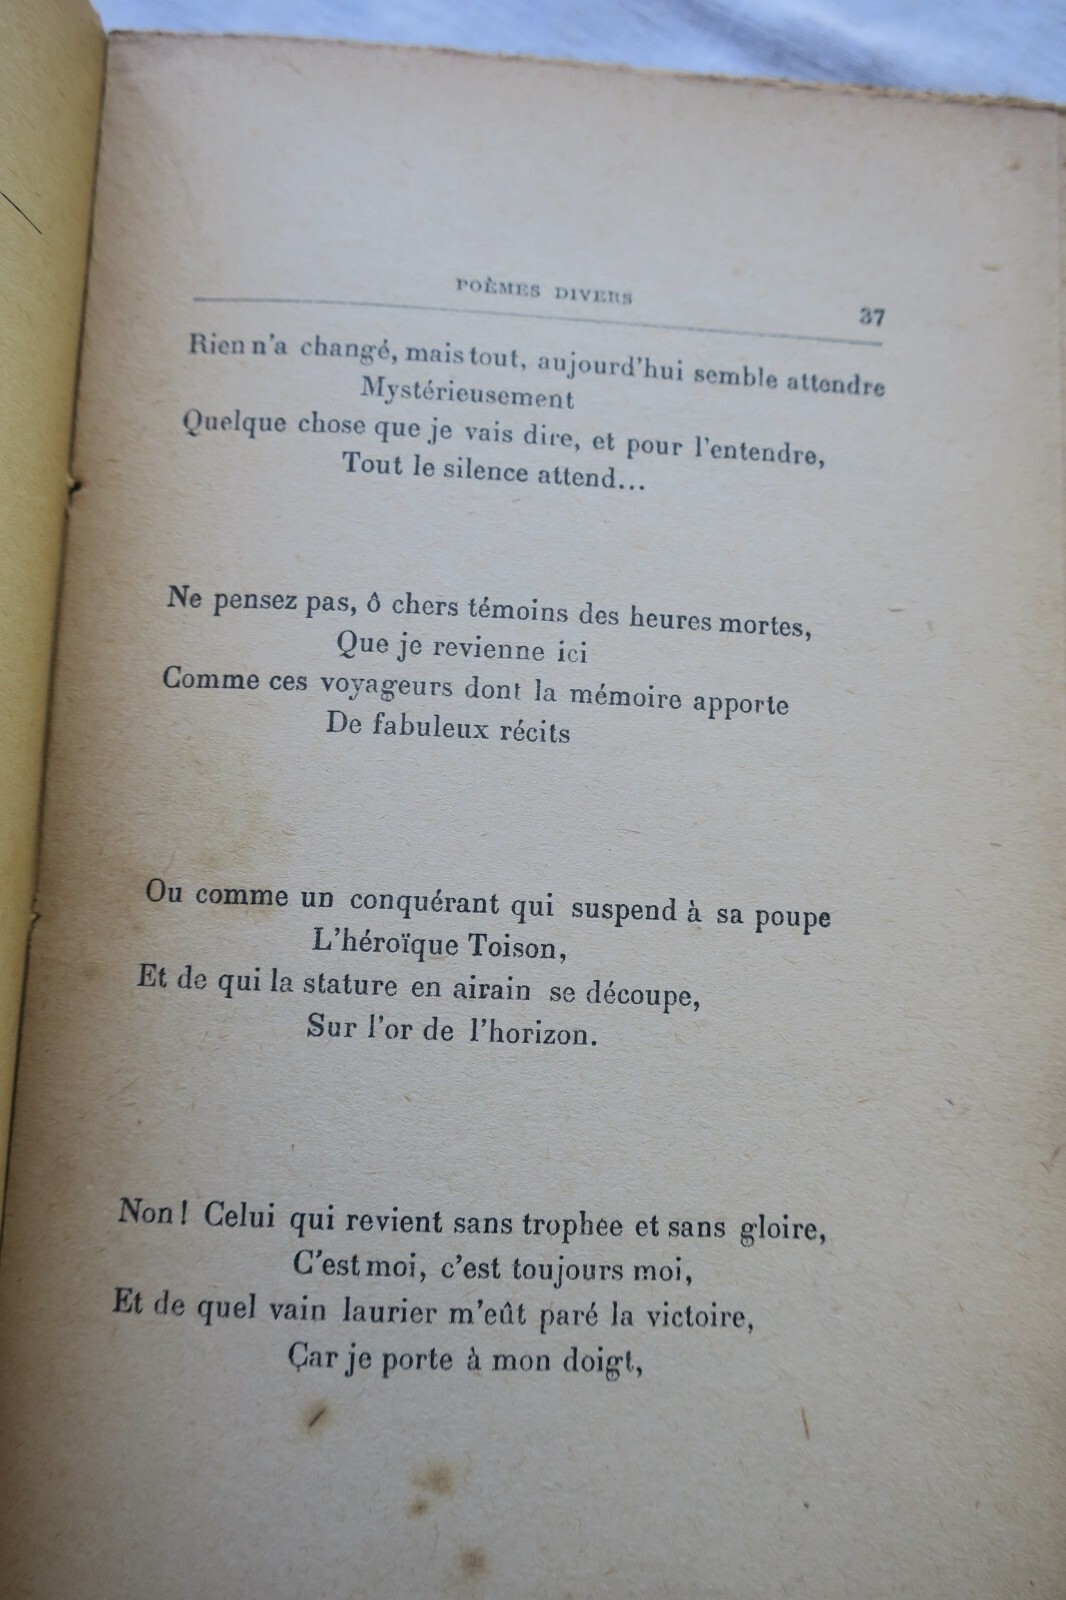 POÈMES DIVERS 37
Rien n'a changé, mais tout, aujourd'hui semble attendre
Mystérieusement
Quelque chose que je vais dire, et pour l'entendre,
Tout le silence attend...
Ne pensez pas, ô chers témoins des heures mortes,
Que je revienne ici
Comme ces voyageurs dont la mémoire apporte
De fabuleux récits
Ou comme un conquérant qui suspend à sa poupe
L'héroïque Toison,
Et de qui la stature en airain se découpe,
Sur l'or de l'horizon.
Non! Celui qui revient sans trophée et sans gloire,
C'est moi, c'est toujours moi,
Et de quel vain laurier m'eût paré la victoire,
Çar je porte à mon doigt,